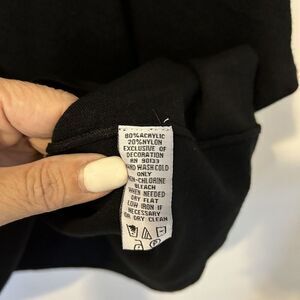 80%ACRYLIC
20%NYLON
EXCLUSIVE OF
DECORATION
RN 90133
HAND WASH COLD
ONLY
NON-CHLORINE
BLEACH
WHEN NEEDED
DRY FLAT
LOW IRON IF
NECESSARY
OR DRY CLEAN